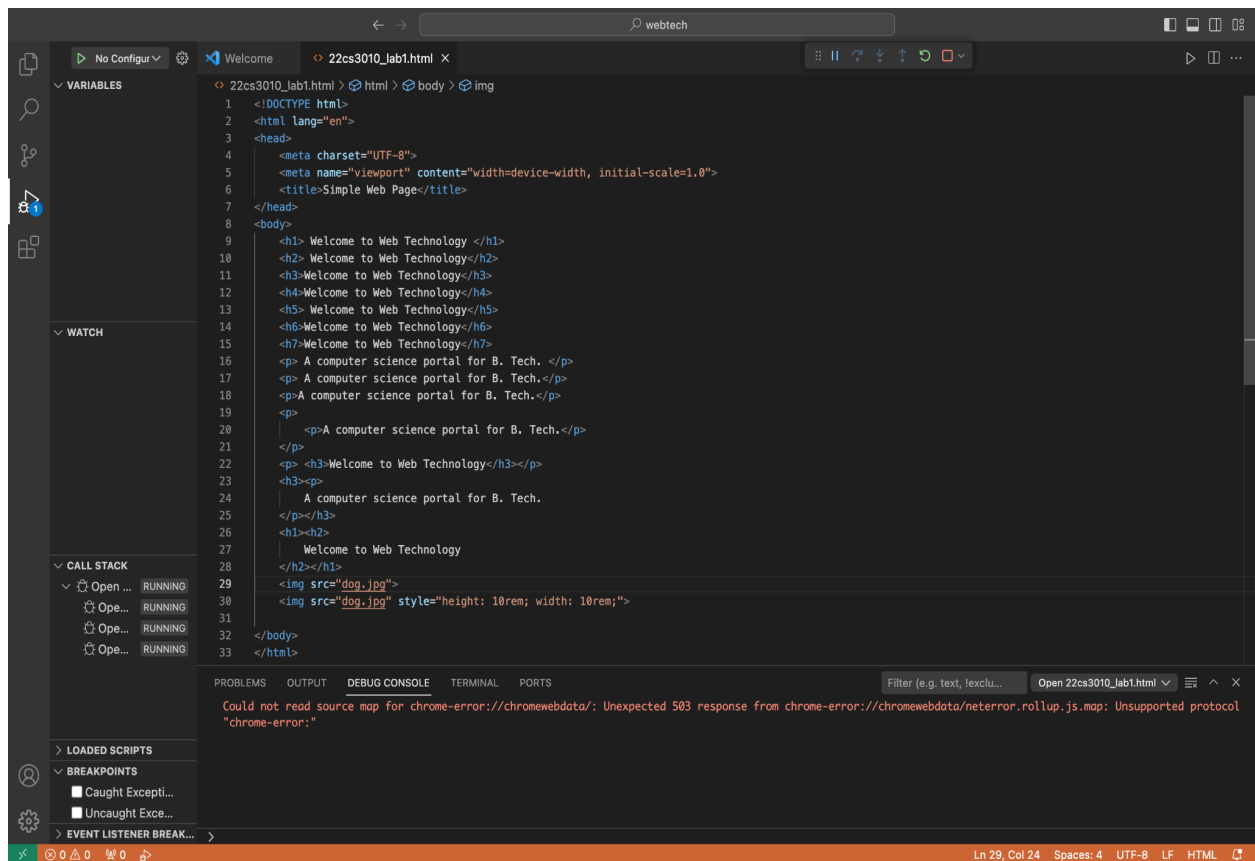 webtech
No Configur
Welcome
22cs3010_lab1.html
VARIABLES
22cs3010_lab1.html > html > body > img
1 <!DOCTYPE html>
2 <html lang="en">
3 <head>
4 <meta charset="UTF-8">
5 <meta name="viewport" content="width=device-width, initial-scale=1.0">
6 <title>Simple Web Page</title>
7 </head>
8 <body>
9 <h1> Welcome to Web Technology </h1>
10 <h2> Welcome to Web Technology</h2>
11 <h3>Welcome to Web Technology</h3>
12 <h4>Welcome to Web Technology</h4>
13 <h5> Welcome to Web Technology</h5>
14 <h6>Welcome to Web Technology</h6>
15 <h7>Welcome to Web Technology</h7>
16 <p> A computer science portal for B. Tech. </p>
17 <p> A computer science portal for B. Tech.</p>
18 <p>A computer science portal for B. Tech.</p>
19 <p>
20 <p>A computer science portal for B. Tech.</p>
21 </p>
22 <p> <h3>Welcome to Web Technology</h3></p>
23 <h3><p>
24 A computer science portal for B. Tech.
25 </p></h3>
26 <h1><h2>
27 Welcome to Web Technology
28 </h2></h1>
29 <img src="dog.jpg">
30 <img src="dog.jpg" style="height: 10rem; width: 10rem;">
31
32 </body>
33 </html>
1
WATCH
CALL STACK
Open ... RUNNING
Ope... RUNNING
Ope... RUNNING
Ope... RUNNING
LOADED SCRIPTS
BREAKPOINTS
Caught Excepti...
Uncaught Exce...
EVENT LISTENER BREAK...
PROBLEMS OUTPUT DEBUG CONSOLE TERMINAL PORTS
Filter (e.g. text, !exclu...
Open 22cs3010_lab1.html
Could not read source map for chrome-error://chromewebdata/: Unexpected 503 response from chrome-error://chromewebdata/neterror.rollup.js.map: Unsupported protocol
"chrome-error:"
>
0 0 0 Ln 29, Col 24 Spaces: 4 UTF-8 LF HTML